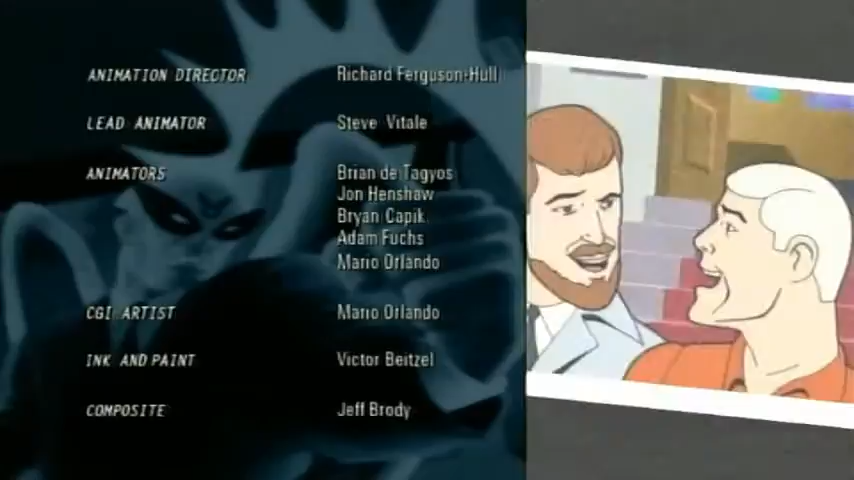 ANIMATION DIRECTOR Richard Ferguson-Hull
LEAD ANIMATOR Steve Vitale
ANIMATORS Brian de Tagyos
Jon Henshaw
Bryan Capik
Adam Fuchs
Mario Orlando
CGI ARTIST Mario Orlando
INK AND PAINT Victor Beitzel
COMPOSITE Jeff Brody